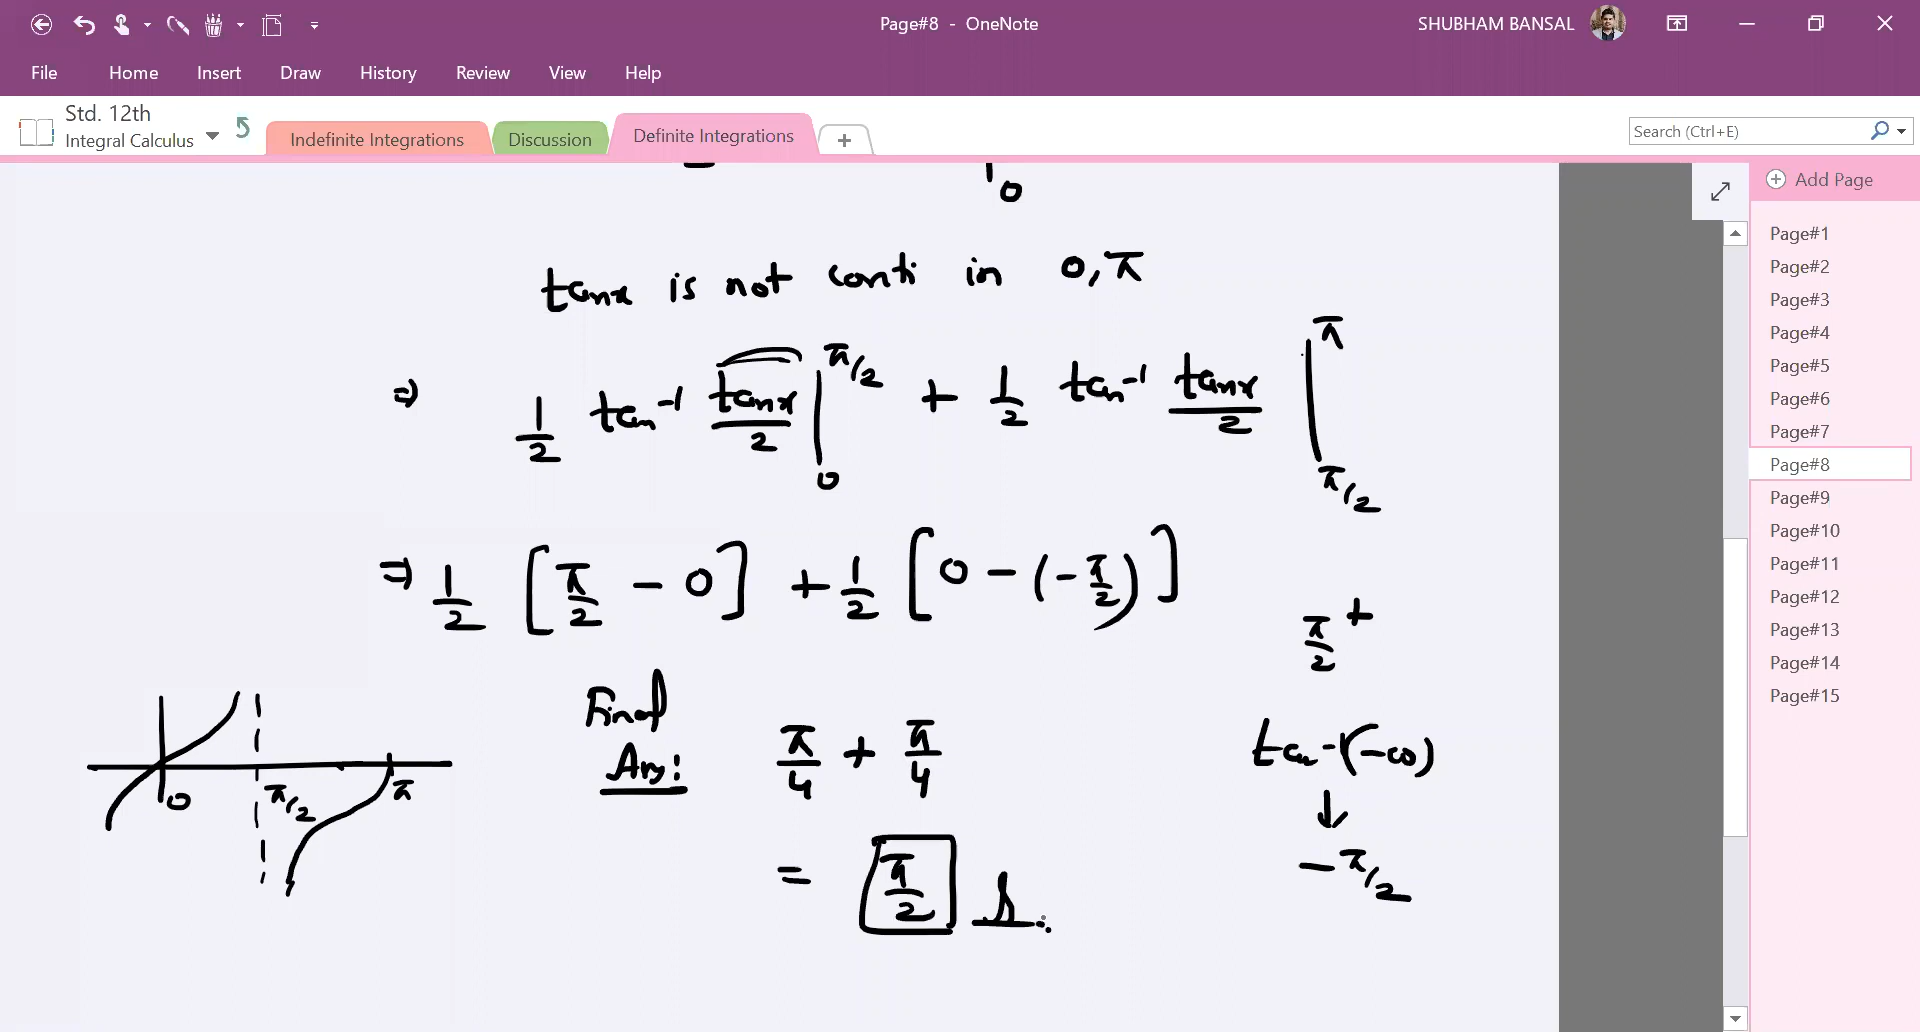 Page#8 - OneNote
SHUBHAM BANSAL
File Home Insert Draw History Review View Help
Std. 12th
Integral Calculus
Indefinite Integrations
Discussion
Definite Integrations
+
Search (Ctrl+E)
0
tanx is not conti in 0, π
⇒ 1/2 tan⁻¹ tanx/2 |₀^π/2 + 1/2 tan⁻¹ tanx/2 |_π/2^π
⇒ 1/2 [π/2 - 0] + 1/2 [0 - (-π/2)]
π/2 +
Final
Ans:
π/4 + π/4
= π/2
tan-1(-∞)
↓
-π/2
0 π/2 π
Add Page
Page#1
Page#2
Page#3
Page#4
Page#5
Page#6
Page#7
Page#8
Page#9
Page#10
Page#11
Page#12
Page#13
Page#14
Page#15